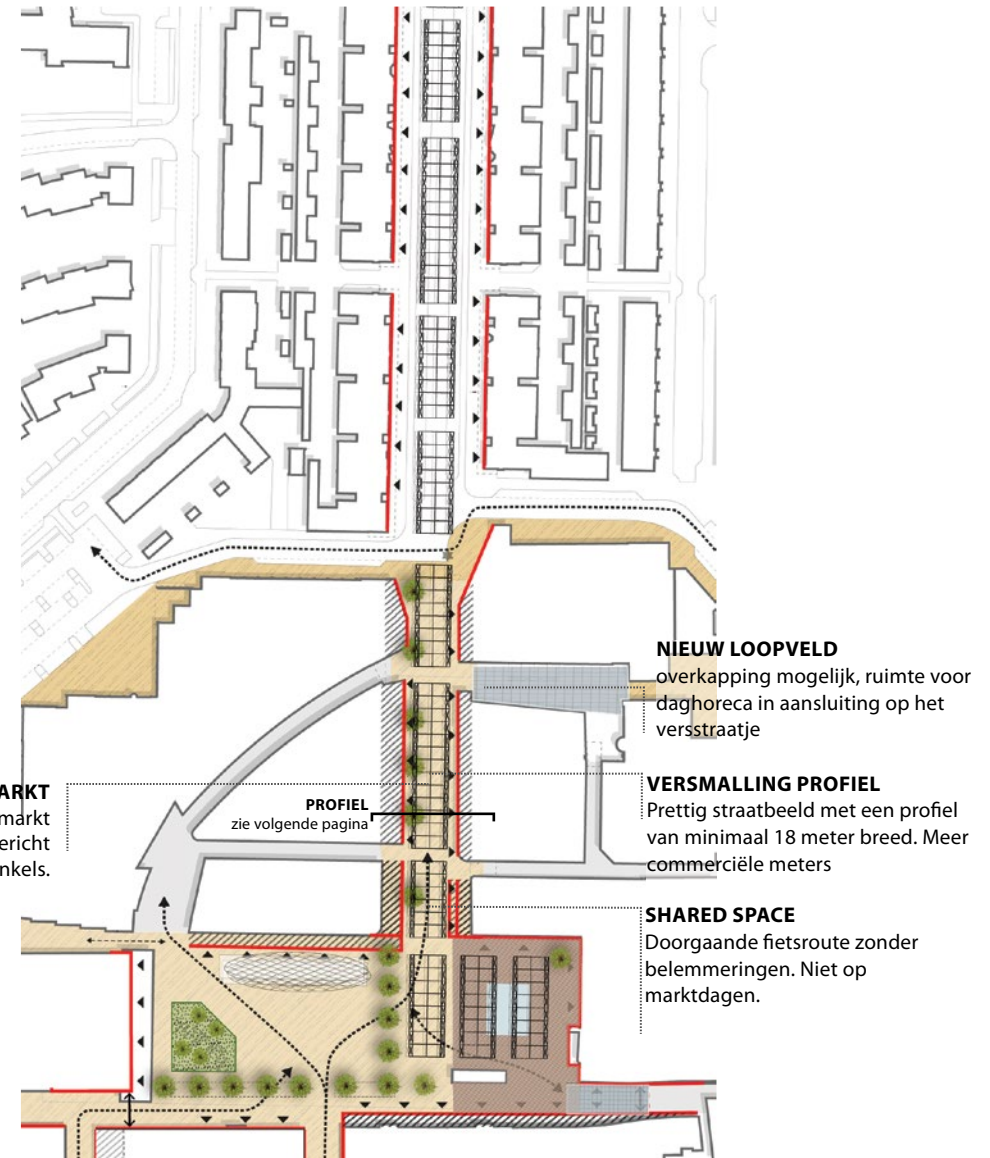 NIEUW LOOPVELD
overkapping mogelijk, ruimte voor
daghoreca in aansluiting op het
versstraatje
ARKT
markt
ericht
nkels.
PROFIEL
zie volgende pagina
VERSMALLING PROFIEL
Prettig straatbeeld met een profiel
van minimaal 18 meter breed. Meer
commerciële meters
SHARED SPACE
Doorgaande fietsroute zonder
belemmeringen. Niet op
marktdagen.